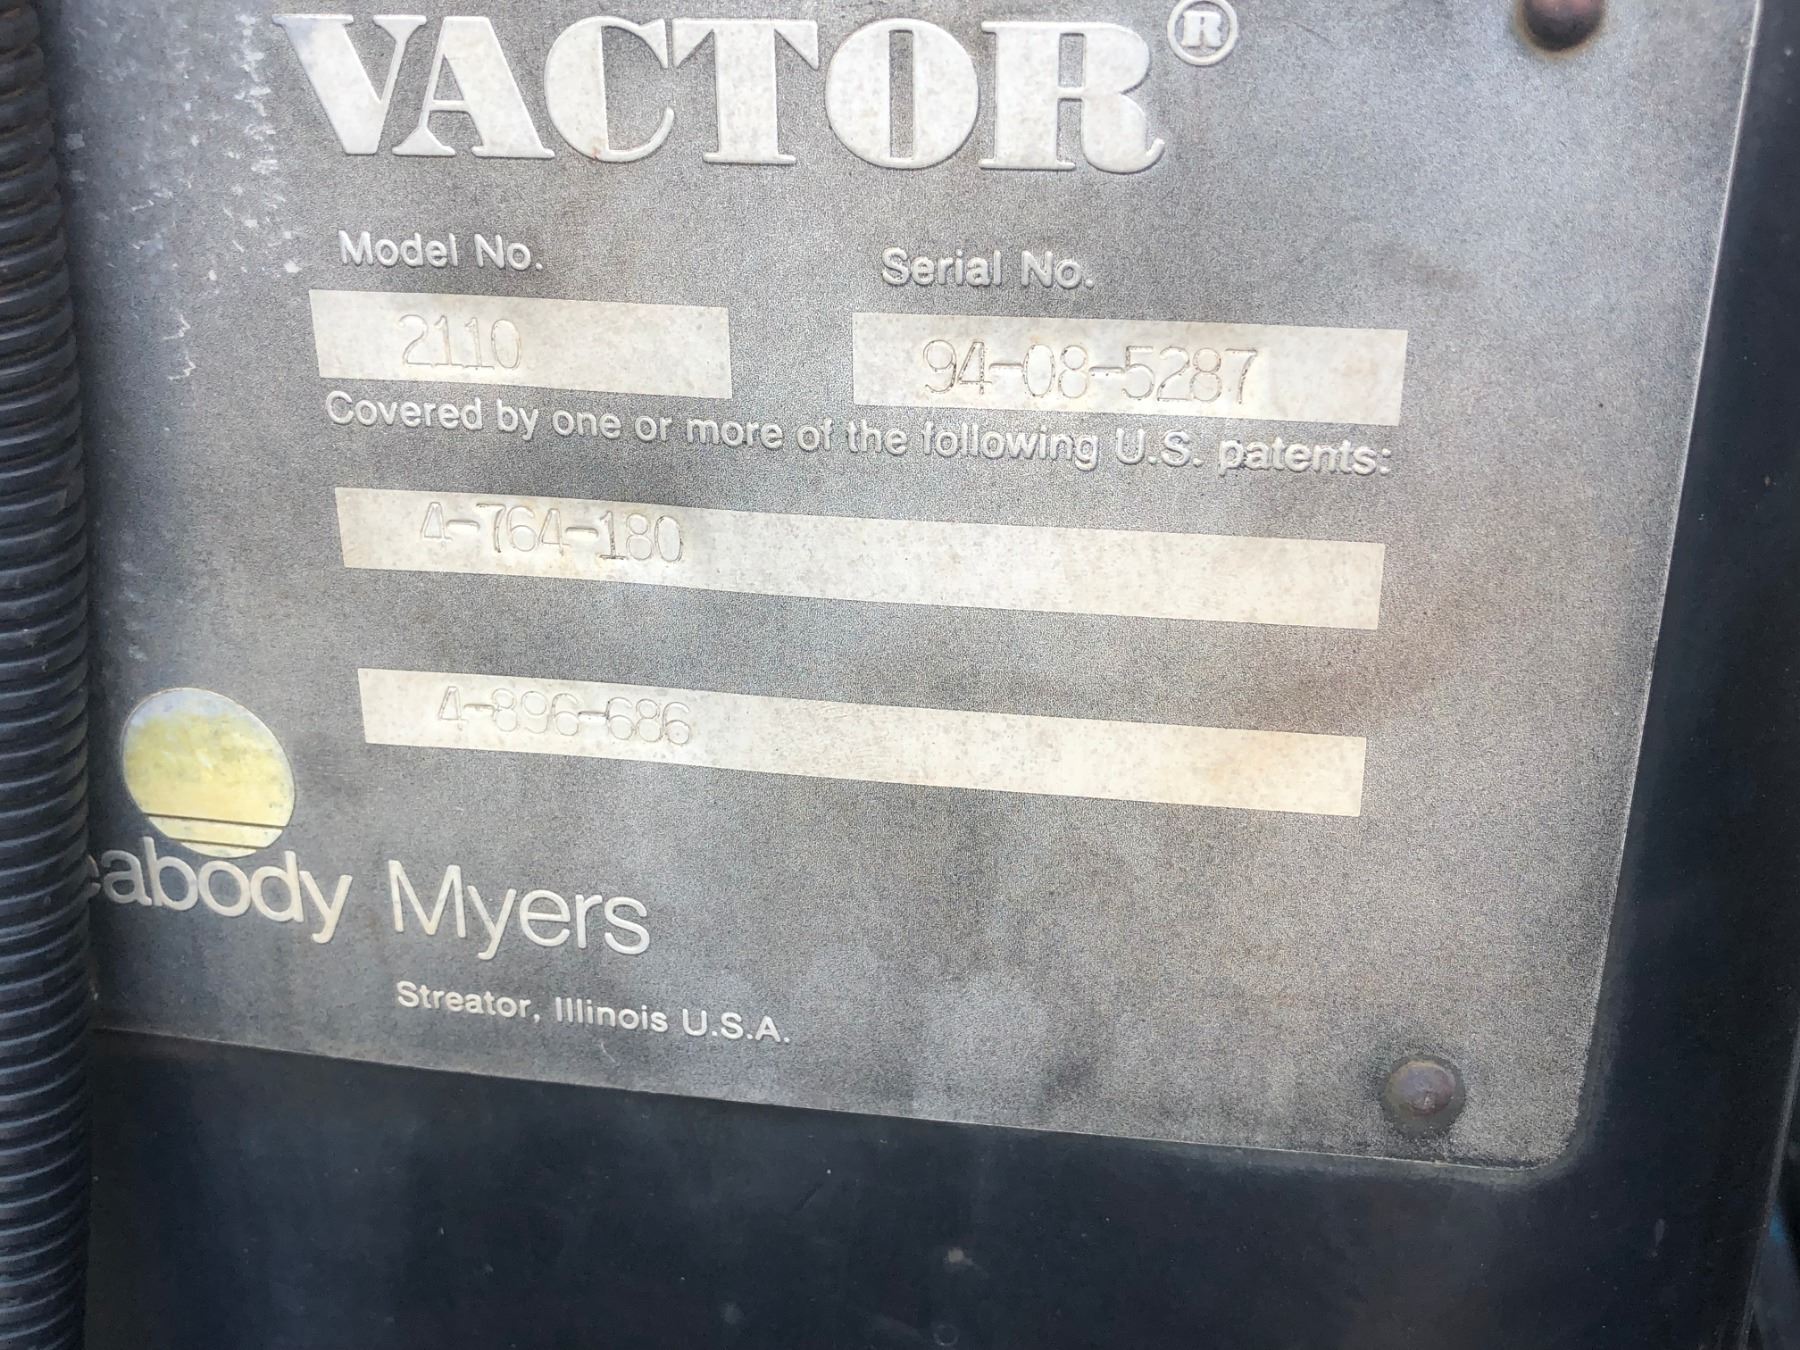 VACTOR®
Model No. Serial No.
2110 94-08-5287
Covered by one or more of the following U.S. patents:
4-764-180
4-896-686
eabody Myers
Streator, Illinois U.S.A.